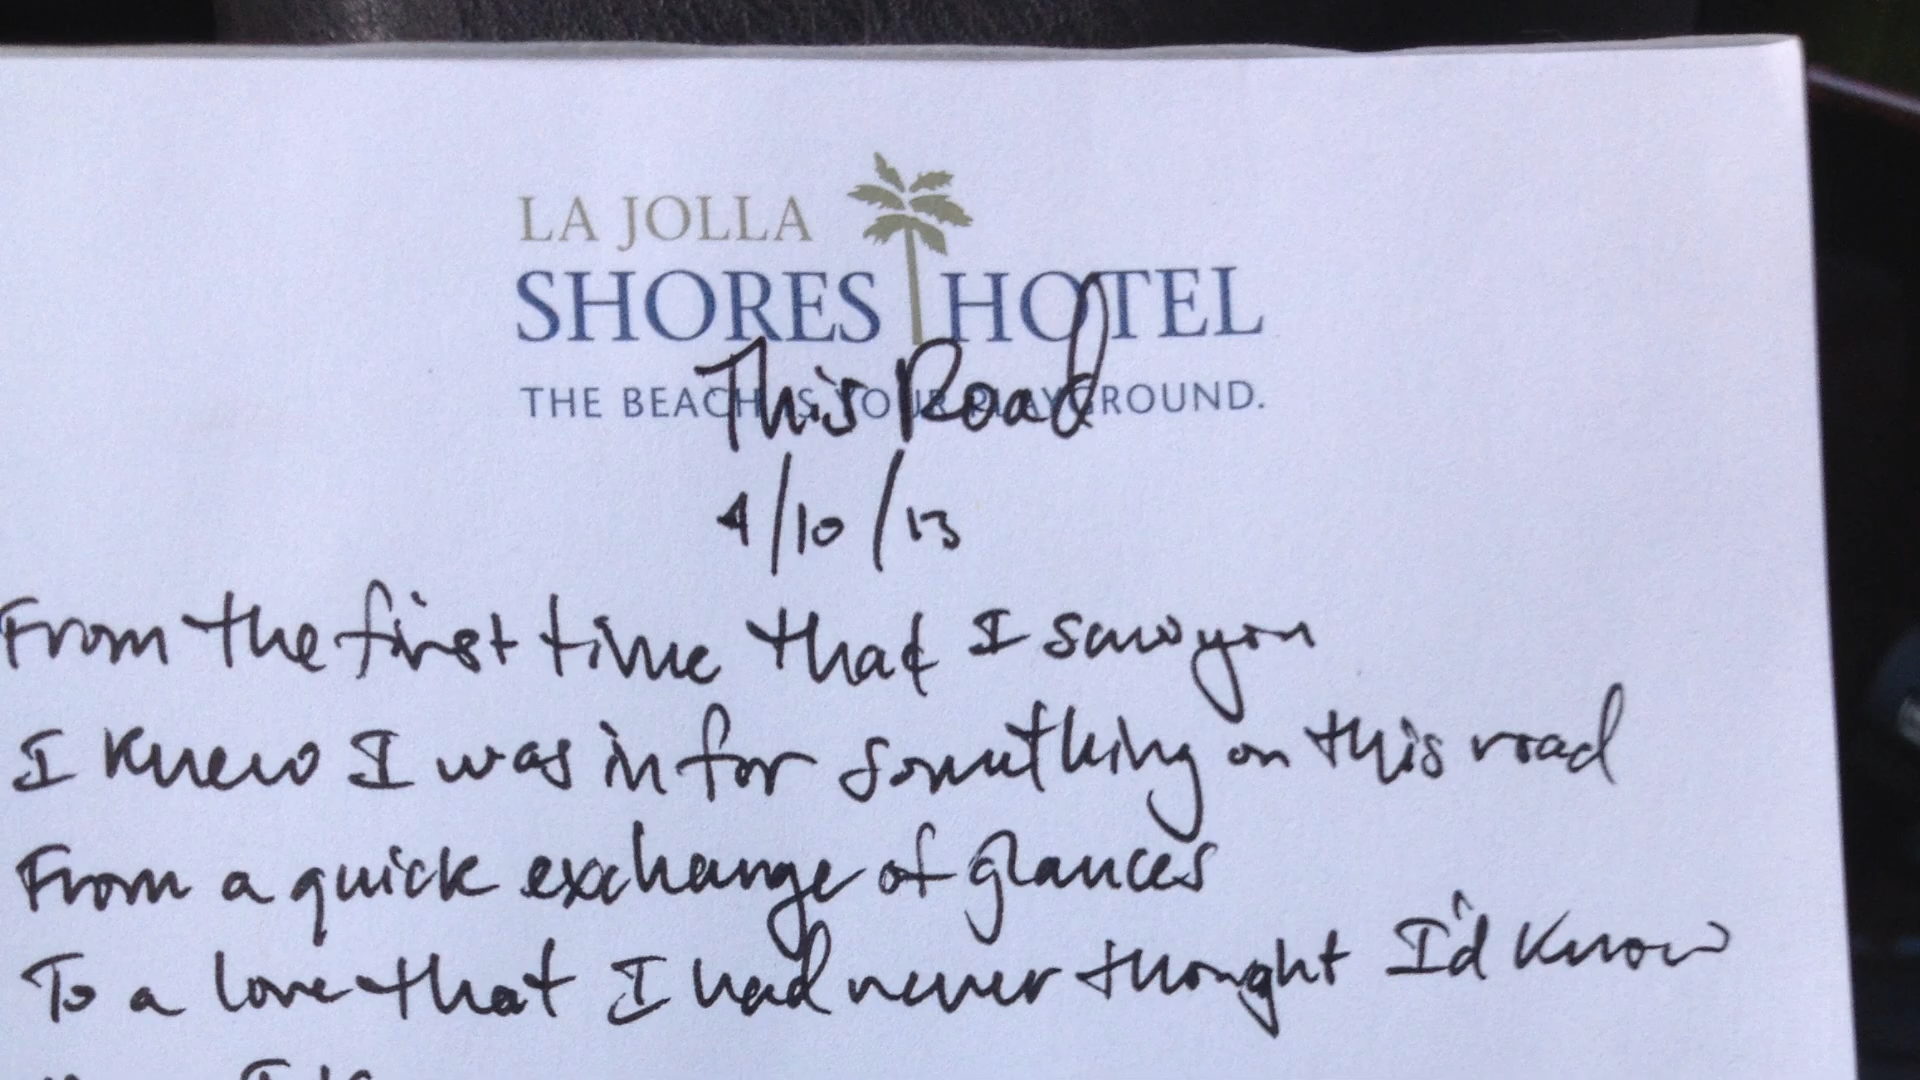 LA JOLLA
SHORES HOTEL
THE BEACH IS YOUR PLAYGROUND.
This Road
4/10/13
From the first time that I saw you
I knew I was in for something on this road
From a quick exchange of glances
To a love that I had never thought I'd know